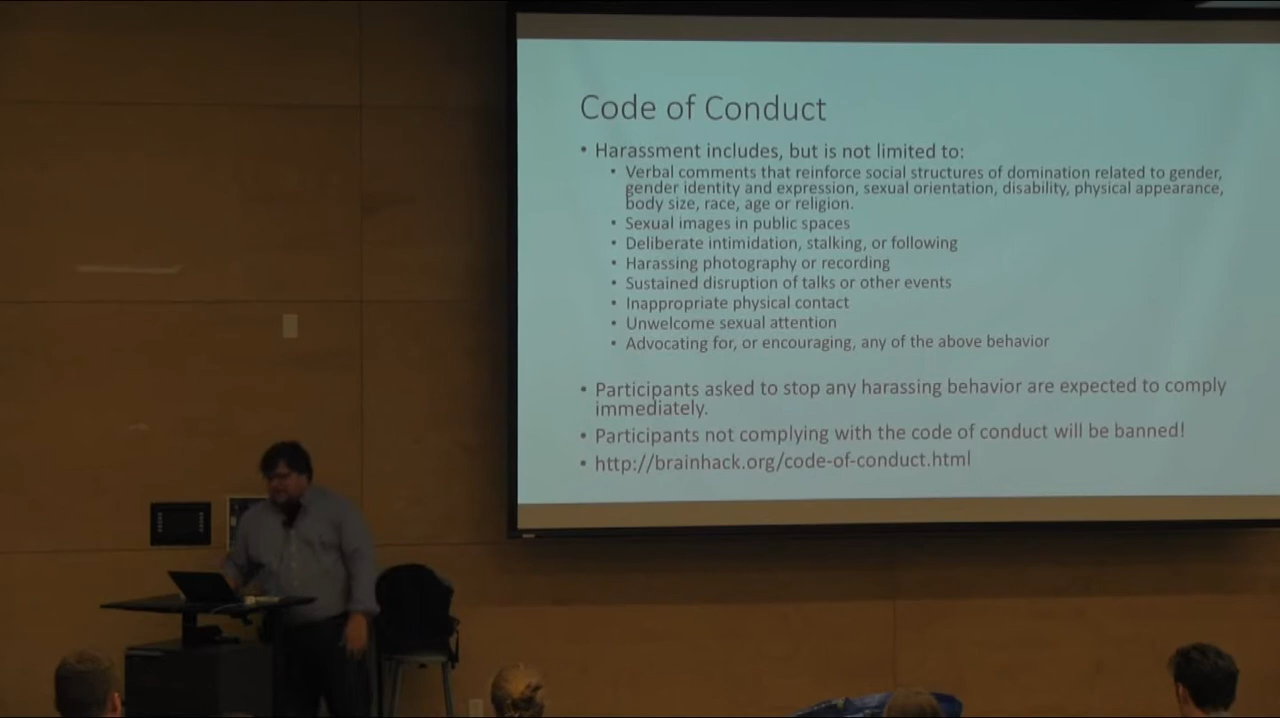 Code of Conduct
• Harassment includes, but is not limited to:
• Verbal comments that reinforce social structures of domination related to gender,
gender identity and expression, sexual orientation, disability, physical appearance,
body size, race, age or religion.
• Sexual images in public spaces
• Deliberate intimidation, stalking, or following
• Harassing photography or recording
• Sustained disruption of talks or other events
• Inappropriate physical contact
• Unwelcome sexual attention
• Advocating for, or encouraging, any of the above behavior
• Participants asked to stop any harassing behavior are expected to comply
immediately.
• Participants not complying with the code of conduct will be banned!
• http://brainhack.org/code-of-conduct.html